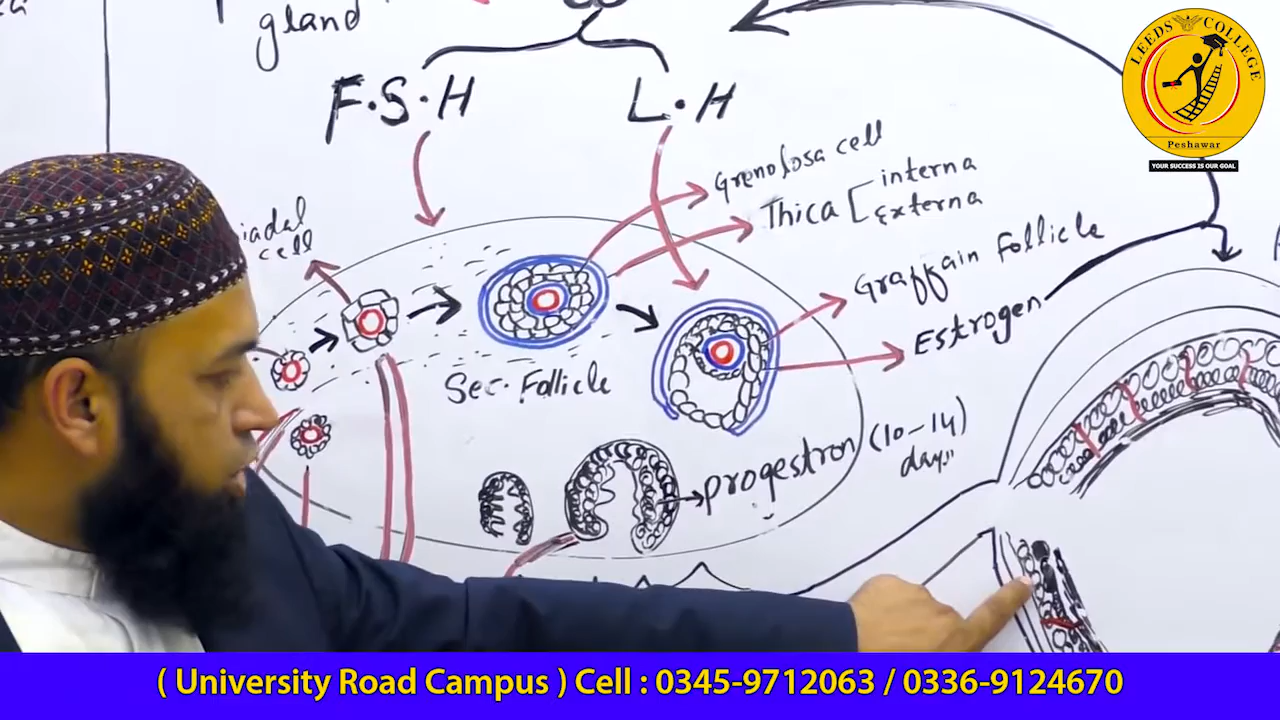 gland
F.S.H
L.H
Grenolosa cell
Thica [ interna
externa
cell
Graffain Follicle
Estrogen
Sec. Follicle
progestron (10-14)
days
LEEDS COLLEGE
Peshawar
YOUR SUCCESS IS OUR GOAL
( University Road Campus ) Cell : 0345-9712063 / 0336-9124670